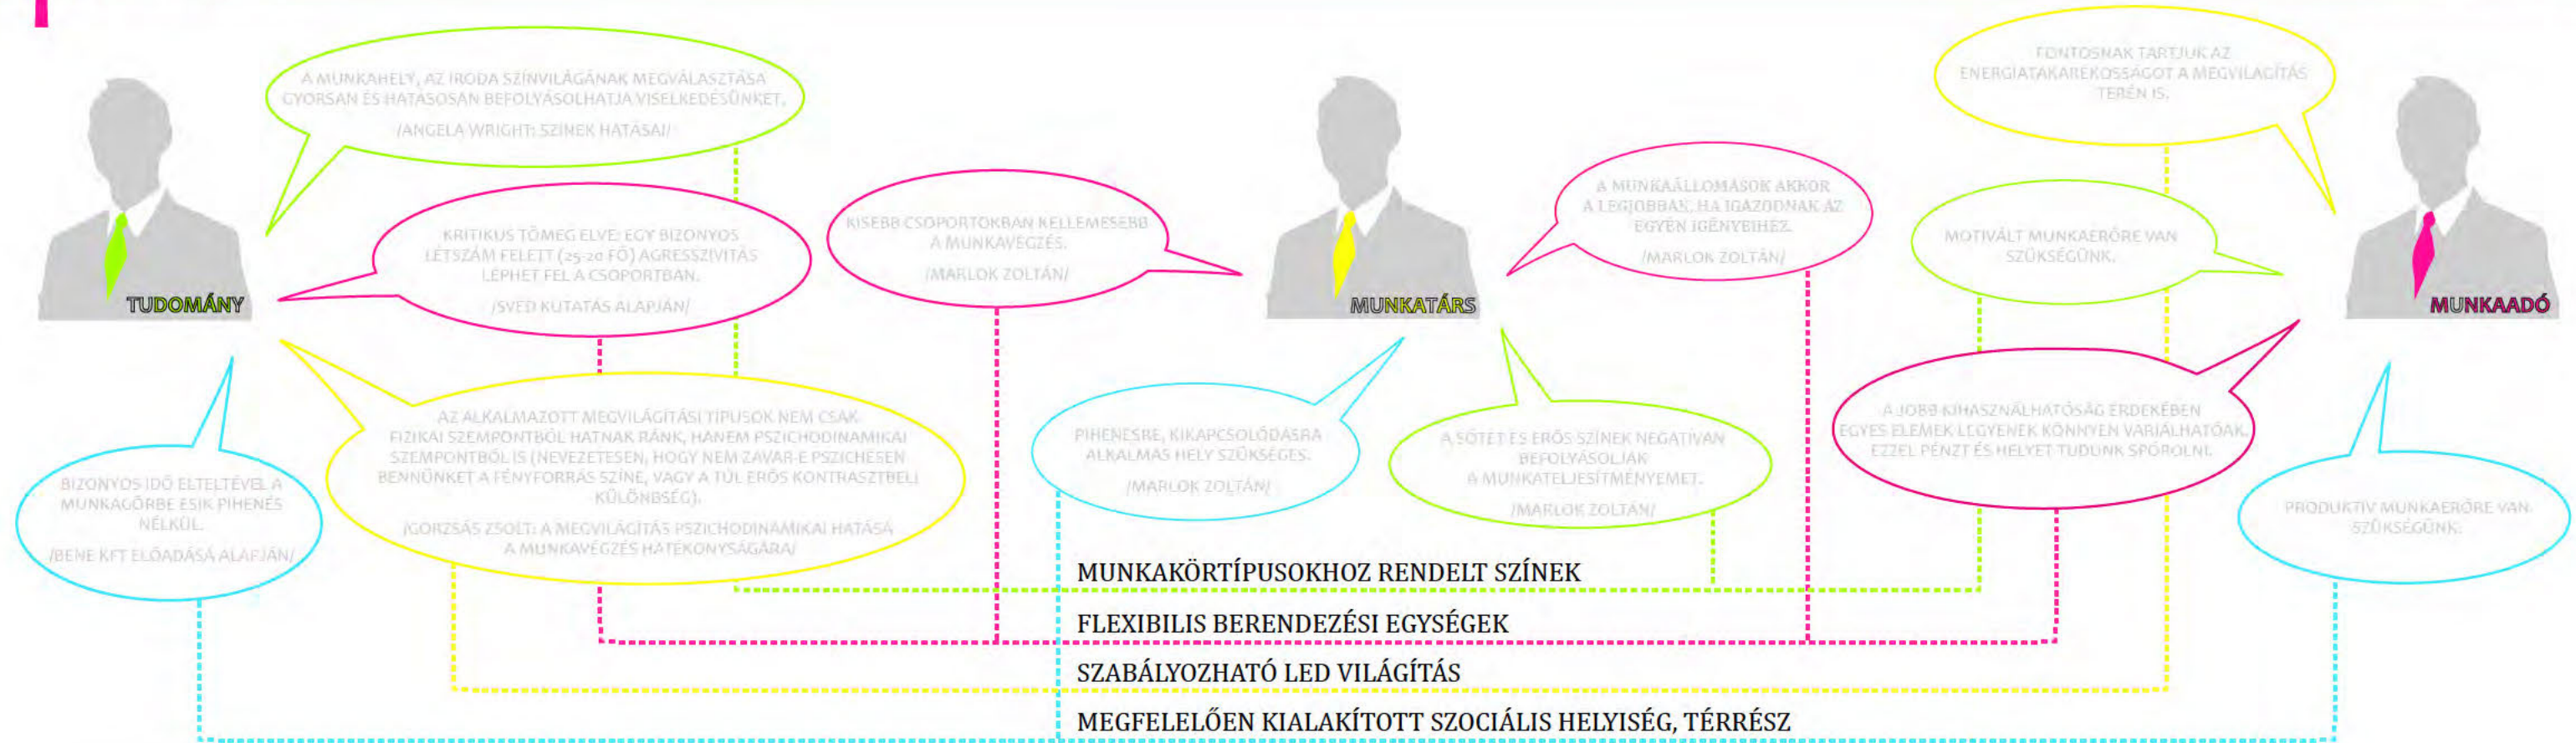 A MUNKAHELY, AZ IRODA SZÍNVILÁGÁNAK MEGVÁLASZTÁSA
GYORSAN ÉS HATÁSOSAN BEFOLYÁSOLHATJA VISELKEDÉSÜNKET.
/ANGELA WRIGHT: SZÍNEK HATÁSAI/
TUDOMÁNY
KRITIKUS TÖMEG ELVE: EGY BIZONYOS
LÉTSZÁM FELETT (25-20 FŐ) AGRESSZIVITÁS
LÉPHET FEL A CSOPORTBAN.
/SVÉD KUTATÁS ALAPJÁN/
AZ ALKALMAZOTT MEGVILÁGÍTÁSI TÍPUSOK NEM CSAK
FIZIKAI SZEMPONTBÓL HATNAK RÁNK, HANEM PSZICHODINAMIKAI
SZEMPONTBÓL IS (NEVEZETESEN, HOGY NEM ZAVAR-E PSZICHÉSEN
BENNÜNKET A FÉNYFORRÁS SZÍNE, VAGY A TÚL ERŐS KONTRASZTBELI
KÜLÖNBSÉG).
/GORZSÁS ZSOLT: A MEGVILÁGÍTÁS PSZICHODINAMIKAI HATÁSA
A MUNKAVÉGZÉS HATÉKONYSÁGÁRA/
BIZONYOS IDŐ ELTELTÉVEL A
MUNKAGÖRBE ESIK PIHENÉS
NÉLKÜL.
/BENE KFT ELŐADÁSA ALAPJÁN/
KISEBB CSOPORTOKBAN KELLEMESEBB
A MUNKAVÉGZÉS.
/MARLOK ZOLTÁN/
MUNKATÁRS
A MUNKAÁLLOMÁSOK AKKOR
A LEGJOBBAK, HA IGAZODNAK AZ
EGYÉN IGÉNYEIHEZ.
/MARLOK ZOLTÁN/
PIHENÉSRE, KIKAPCSOLÓDÁSRA
ALKALMAS HELY SZÜKSÉGES.
/MARLOK ZOLTÁN/
A SÖTÉT ÉS ERŐS SZÍNEK NEGATÍVAN
BEFOLYÁSOLJÁK
A MUNKATELJESÍTMÉNYEMET.
/MARLOK ZOLTÁN/
FONTOSNAK TARTJUK AZ
ENERGIATAKARÉKOSSÁGOT A MEGVILÁGÍTÁS
TERÉN IS.
MOTIVÁLT MUNKAERŐRE VAN
SZÜKSÉGÜNK.
MUNKAADÓ
A JOBB KIHASZNÁLHATÓSÁG ÉRDEKÉBEN
EGYES ELEMEK LEGYENEK KÖNNYEN VARIÁLHATÓAK.
EZZEL PÉNZT ÉS HELYET TUDUNK SPÓROLNI.
PRODUKTÍV MUNKAERŐRE VAN
SZÜKSÉGÜNK.
MUNKAKÖRTÍPUSOKHOZ RENDELT SZÍNEK
FLEXIBILIS BERENDEZÉSI EGYSÉGEK
SZABÁLYOZHATÓ LED VILÁGÍTÁS
MEGFELELŐEN KIALAKÍTOTT SZOCIÁLIS HELYISÉG, TÉRRÉSZ